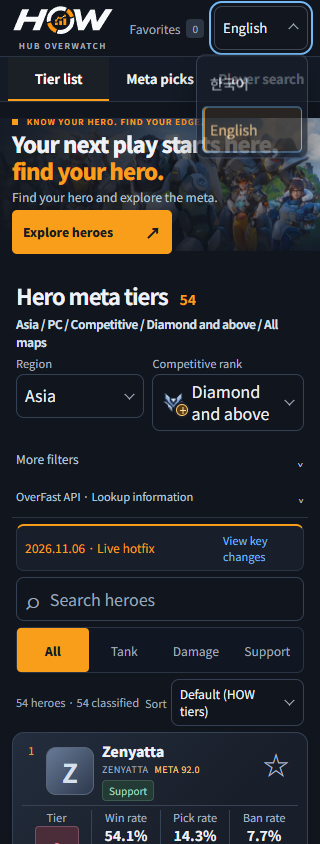 HOW
HUB OVERWATCH
Favorites 0
English
Tier list
Meta picks
Player search
한국어
English
KNOW YOUR HERO. FIND YOUR EDGE
Your next play starts here,
find your hero.
Find your hero and explore the meta.
Explore heroes ↗
Hero meta tiers 54
Asia / PC / Competitive / Diamond and above / All
maps
Region
Competitive rank
Asia
Diamond
and above
More filters
OverFast API · Lookup information
2026.11.06 · Live hotfix
View key
changes
Search heroes
All
Tank
Damage
Support
54 heroes · 54 classified
Sort
Default (HOW
tiers)
1
Z
Zenyatta
ZENYATTA META 92.0
Support
☆
Tier
Win rate
Pick rate
Ban rate
54.1%
14.3%
7.7%